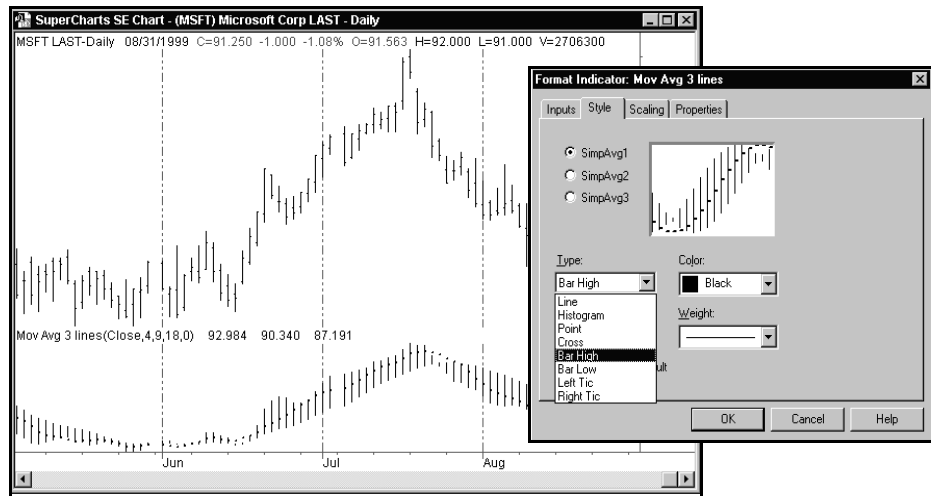 SuperCharts SE Chart - (MSFT) Microsoft Corp LAST - Daily
MSFT LAST-Daily 08/31/1999 C=91.250 -1.000 -1.08% O=91.563 H=92.000 L=91.000 V=2706300
Mov Avg 3 lines(Close,4,9,18,0) 92.984 90.340 87.191
Jun Jul Aug
Format Indicator: Mov Avg 3 lines
Inputs Style Scaling Properties
SimpAvg1
SimpAvg2
SimpAvg3
Type: Color:
Bar High Black
Line
Histogram Weight:
Point
Cross
Bar High
Bar Low ult
Left Tic
Right Tic
OK Cancel Help